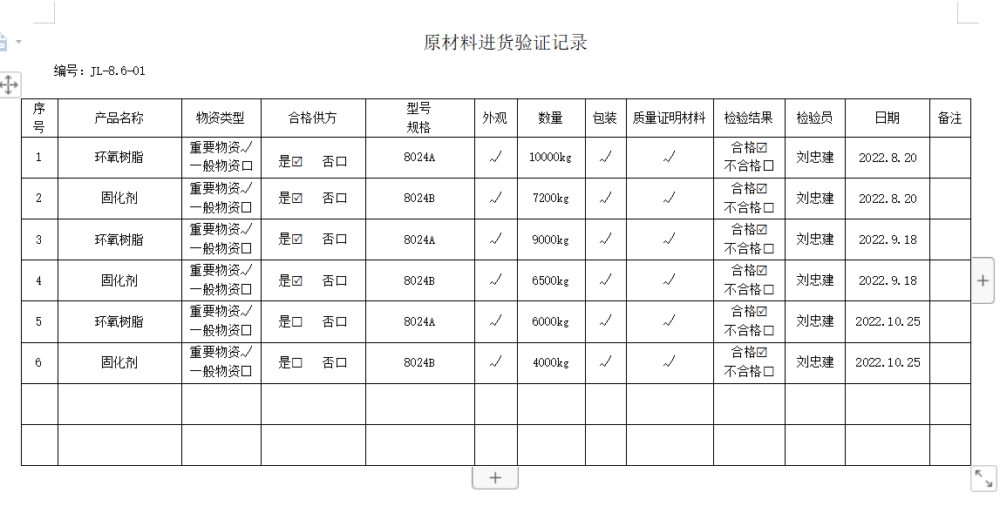 原材料进货验证记录
编号：JL-8.6-01
序号 产品名称 物资类型 合格供方 型号规格 外观 数量 包装 质量证明材料 检验结果 检验员 日期 备注
1 环氧树脂 重要物资√ 一般物资□ 是☑ 否□ 8024A √ 10000kg √ √ 合格☑ 不合格□ 刘忠建 2022.8.20
2 固化剂 重要物资√ 一般物资□ 是☑ 否□ 8024B √ 7200kg √ √ 合格☑ 不合格□ 刘忠建 2022.8.20
3 环氧树脂 重要物资√ 一般物资□ 是☑ 否□ 8024A √ 9000kg √ √ 合格☑ 不合格□ 刘忠建 2022.9.18
4 固化剂 重要物资√ 一般物资□ 是☑ 否□ 8024B √ 6500kg √ √ 合格☑ 不合格□ 刘忠建 2022.9.18
5 环氧树脂 重要物资√ 一般物资□ 是□ 否□ 8024A √ 6000kg √ √ 合格☑ 不合格□ 刘忠建 2022.10.25
6 固化剂 重要物资√ 一般物资□ 是□ 否□ 8024B √ 4000kg √ √ 合格☑ 不合格□ 刘忠建 2022.10.25